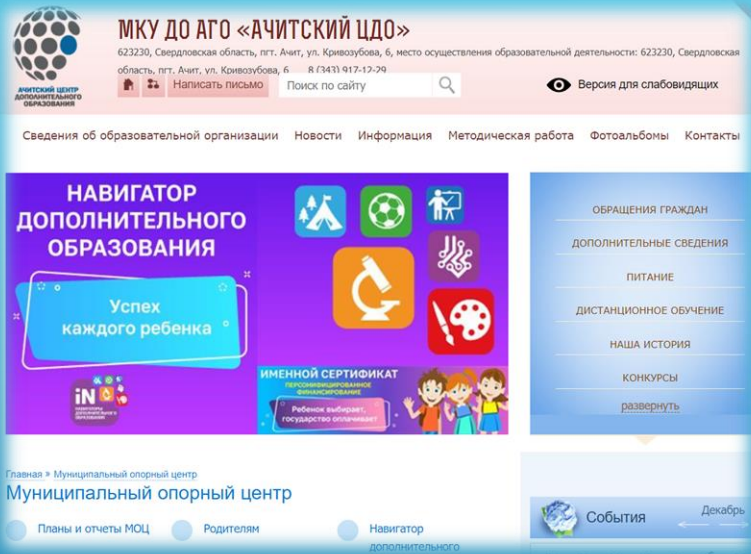 МКУ ДО АГО «АЧИТСКИЙ ЦДО»
623230, Свердловская область, пгт. Ачит, ул. Кривозубова, 6, место осуществления образовательной деятельности: 623230, Свердловская
область, пгт. Ачит, ул. Кривозубова, 6 8 (343) 917-12-29
АЧИТСКИЙ ЦЕНТР
ДОПОЛНИТЕЛЬНОГО
ОБРАЗОВАНИЯ
Написать письмо
Поиск по сайту
Версия для слабовидящих
Сведения об образовательной организации Новости Информация Методическая работа Фотоальбомы Контакты
НАВИГАТОР
ДОПОЛНИТЕЛЬНОГО
ОБРАЗОВАНИЯ
Успех
каждого ребенка
iN
НАВИГАТОРЫ
ДОПОЛНИТЕЛЬНОГО
ОБРАЗОВАНИЯ
ИМЕННОЙ СЕРТИФИКАТ
ПЕРСОНИФИЦИРОВАННОЕ
ФИНАНСИРОВАНИЕ
Ребенок выбирает,
государство оплачивает
ОБРАЩЕНИЯ ГРАЖДАН
ДОПОЛНИТЕЛЬНЫЕ СВЕДЕНИЯ
ПИТАНИЕ
ДИСТАНЦИОННОЕ ОБУЧЕНИЕ
НАША ИСТОРИЯ
КОНКУРСЫ
развернуть
Главная » Муниципальный опорный центр
Муниципальный опорный центр
Планы и отчеты МОЦ
Родителям
Навигатор
дополнительного
События
Декабрь